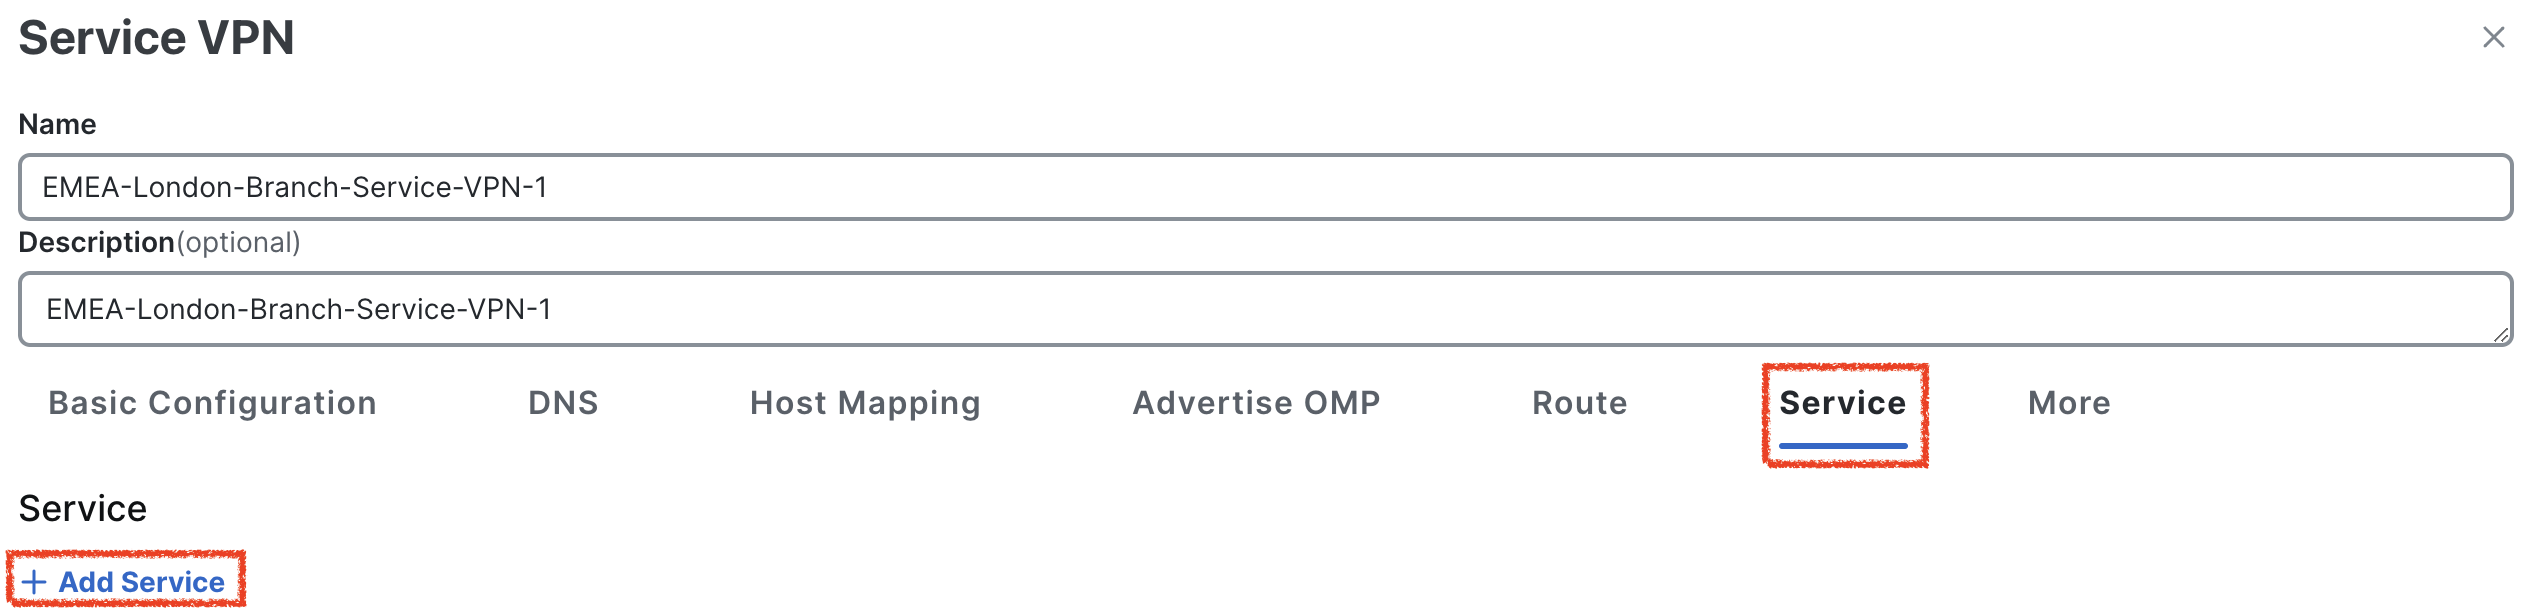 Service VPN
Name
EMEA-London-Branch-Service-VPN-1
Description(optional)
EMEA-London-Branch-Service-VPN-1
Basic Configuration DNS Host Mapping Advertise OMP Route Service More
Service
+ Add Service